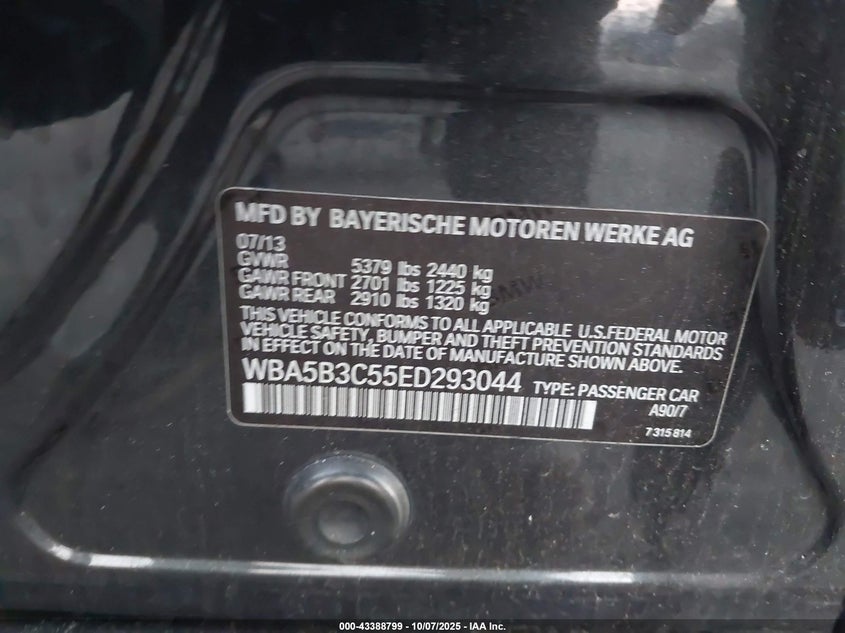 MFD BY BAYERISCHE MOTOREN WERKE AG
07/13
GVWR 5379 lbs 2440 kg
GAWR FRONT 2701 lbs 1225 kg
GAWR REAR 2910 lbs 1320 kg
THIS VEHICLE CONFORMS TO ALL APPLICABLE U.S.FEDERAL MOTOR
VEHICLE SAFETY, BUMPER AND THEFT PREVENTION STANDARDS
IN EFFECT ON THE DATE OF MANUFACTURE SHOWN ABOVE.
WBA5B3C55ED293044 TYPE: PASSENGER CAR
A90/7
7 315 814
000-43388799 - 10/07/2025 - IAA Inc.